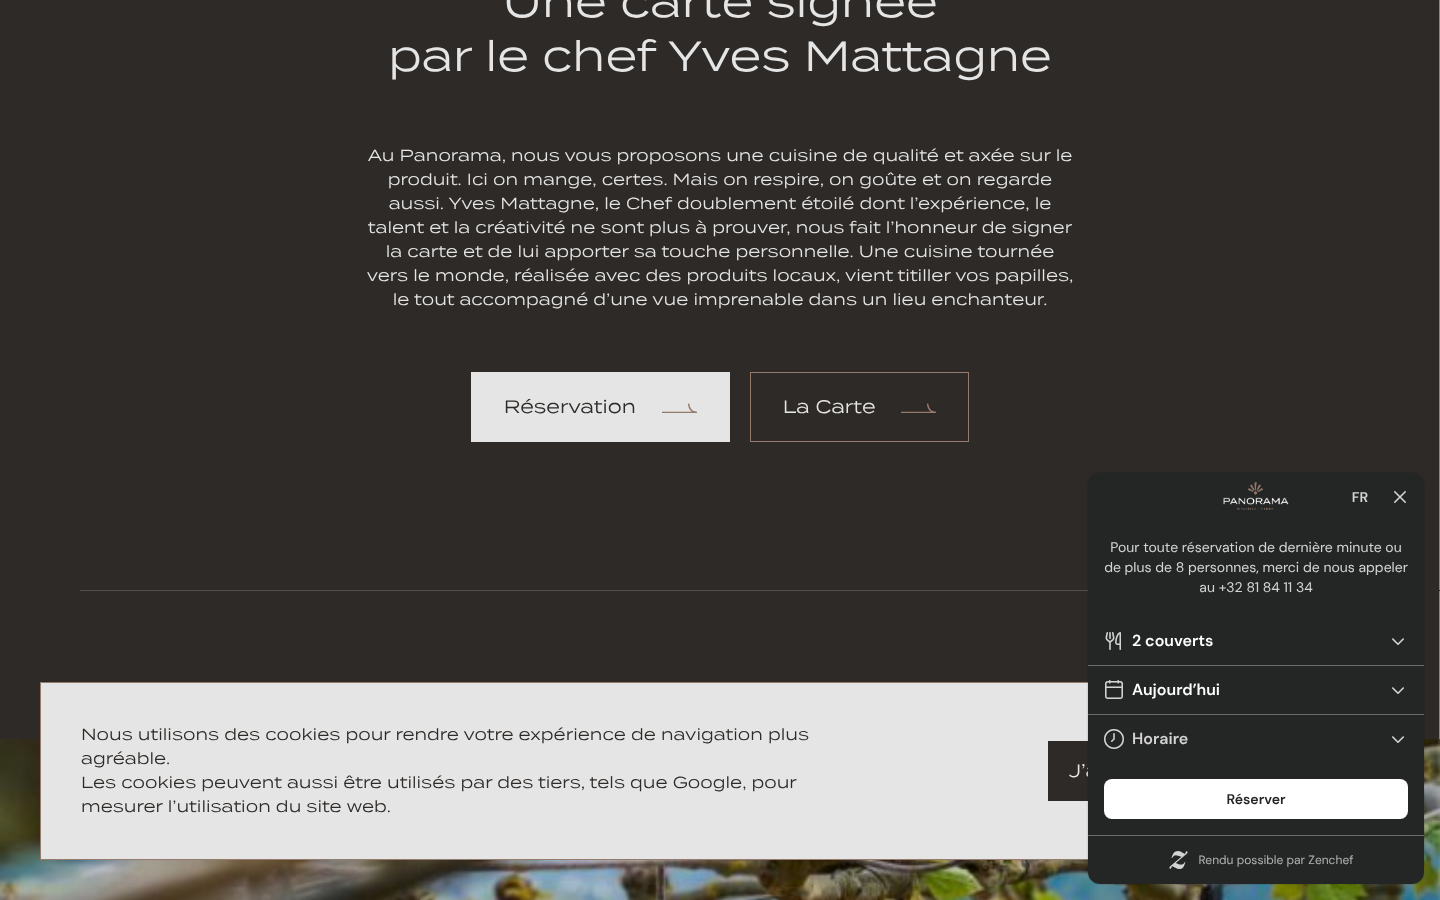 Une carte signée
par le chef Yves Mattagne
Au Panorama, nous vous proposons une cuisine de qualité et axée sur le
produit. Ici on mange, certes. Mais on respire, on goûte et on regarde
aussi. Yves Mattagne, le Chef doublement étoilé dont l’expérience, le
talent et la créativité ne sont plus à prouver, nous fait l’honneur de signer
la carte et de lui apporter sa touche personnelle. Une cuisine tournée
vers le monde, réalisée avec des produits locaux, vient titiller vos papilles,
le tout accompagné d’une vue imprenable dans un lieu enchanteur.
Réservation
La Carte
PANORAMA
FR
Pour toute réservation de dernière minute ou
de plus de 8 personnes, merci de nous appeler
au +32 81 84 11 34
2 couverts
Aujourd’hui
Horaire
Réserver
Rendu possible par Zenchef
Nous utilisons des cookies pour rendre votre expérience de navigation plus
agréable.
Les cookies peuvent aussi être utilisés par des tiers, tels que Google, pour
mesurer l’utilisation du site web.